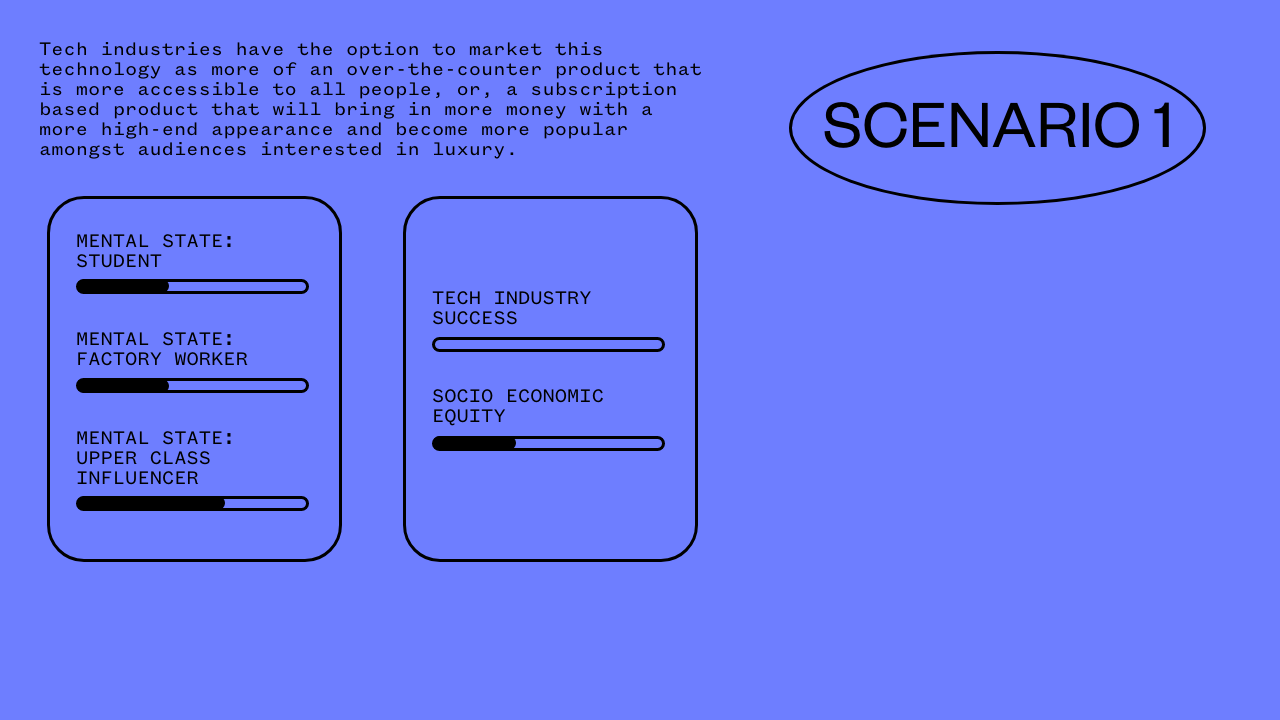 Tech industries have the option to market this
technology as more of an over-the-counter product that
is more accessible to all people, or, a subscription
based product that will bring in more money with a
more high-end appearance and become more popular
amongst audiences interested in luxury.
SCENARIO 1
MENTAL STATE:
STUDENT
MENTAL STATE:
FACTORY WORKER
MENTAL STATE:
UPPER CLASS
INFLUENCER
TECH INDUSTRY
SUCCESS
SOCIO ECONOMIC
EQUITY